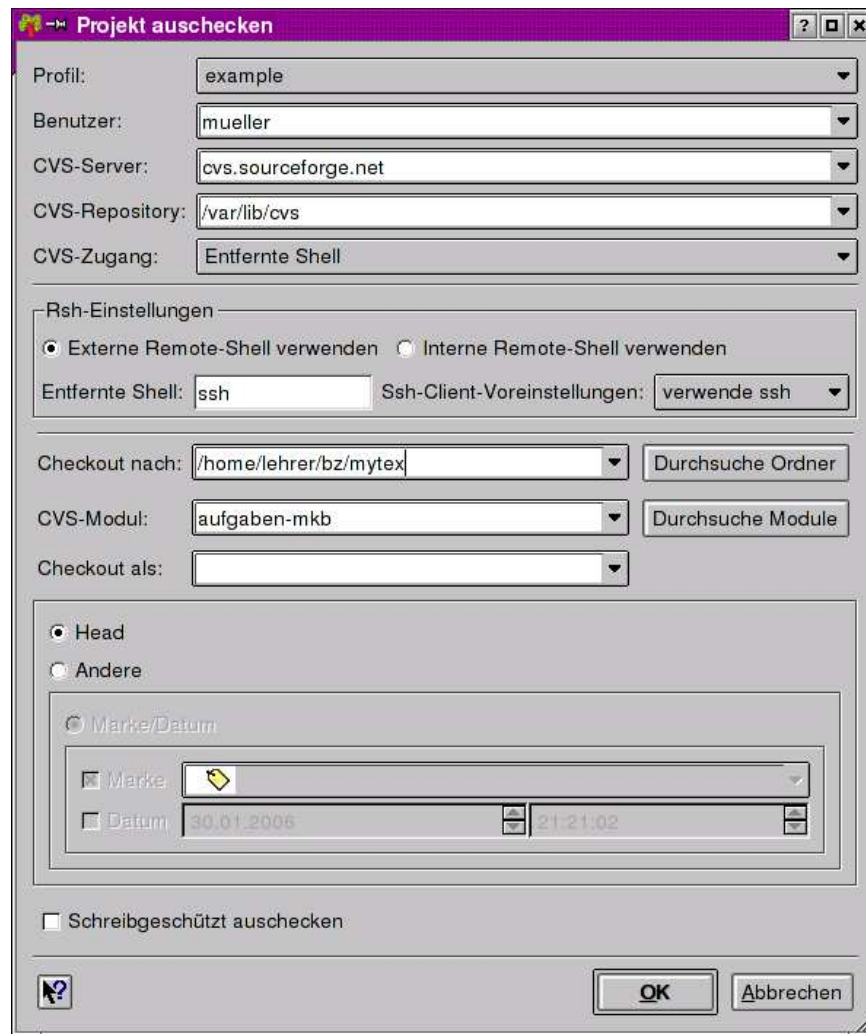 Projekt auschecken
Profil: example
Benutzer: mueller
CVS-Server: cvs.sourceforge.net
CVS-Repository: /var/lib/cvs
CVS-Zugang: Entfernte Shell
Rsh-Einstellungen
Externe Remote-Shell verwenden Interne Remote-Shell verwenden
Entfernte Shell: ssh Ssh-Client-Voreinstellungen: verwende ssh
Checkout nach: /home/lehrer/bz/mytex Durchsuche Ordner
CVS-Modul: aufgaben-mkb Durchsuche Module
Checkout als:
Head
Andere
Marke/Datum
Marke
Datum 30.01.2006 21:21:02
Schreibgeschützt auschecken
OK Abbrechen